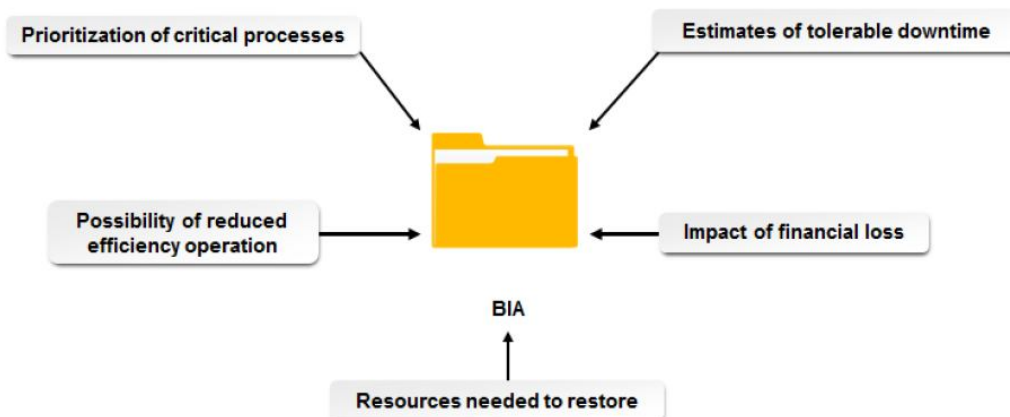 Prioritization of critical processes
Estimates of tolerable downtime
Possibility of reduced
efficiency operation
Impact of financial loss
BIA
Resources needed to restore